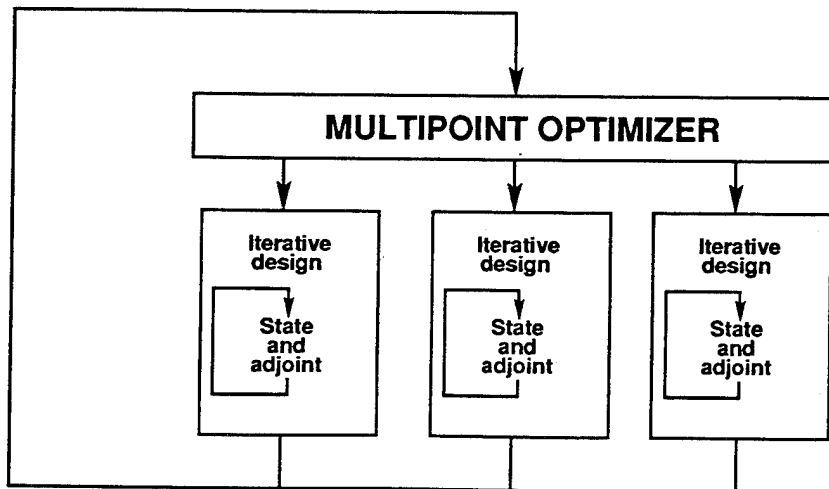 MULTIPOINT OPTIMIZER
Iterative
design
State
and
adjoint
Iterative
design
State
and
adjoint
Iterative
design
State
and
adjoint